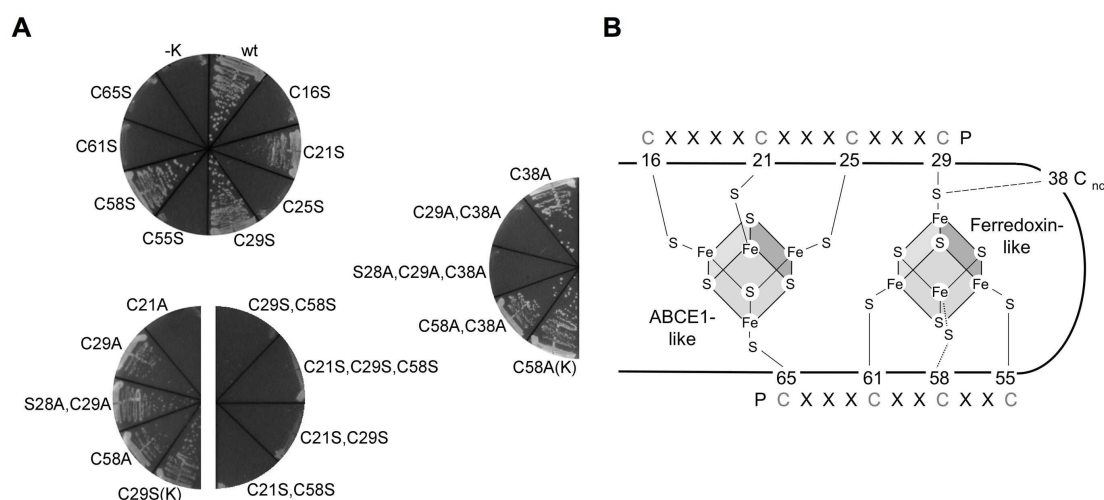 A
-K
wt
C65S
C16S
C61S
C21S
C58S
C25S
C55S
C29S
C38A
C29A,C38A
S28A,C29A,C38A
C58A,C38A
C58A(K)
C21A
C29S,C58S
C29A
C21S,C29S,C58S
S28A,C29A
C58A
C21S,C29S
C29S(K)
C21S,C58S
B
C X X X X C X X X C X X X C P
16 21 25 29
38 C nc
S
S
S
S
S
Fe
Fe
Fe
S
S
S
Fe
S
Fe
S
S
S
Fe
Fe
Fe
S
S
S
S
Ferredoxin-
like
ABCE1-
like
65 61 58 55
P C X X X C X X C X X C